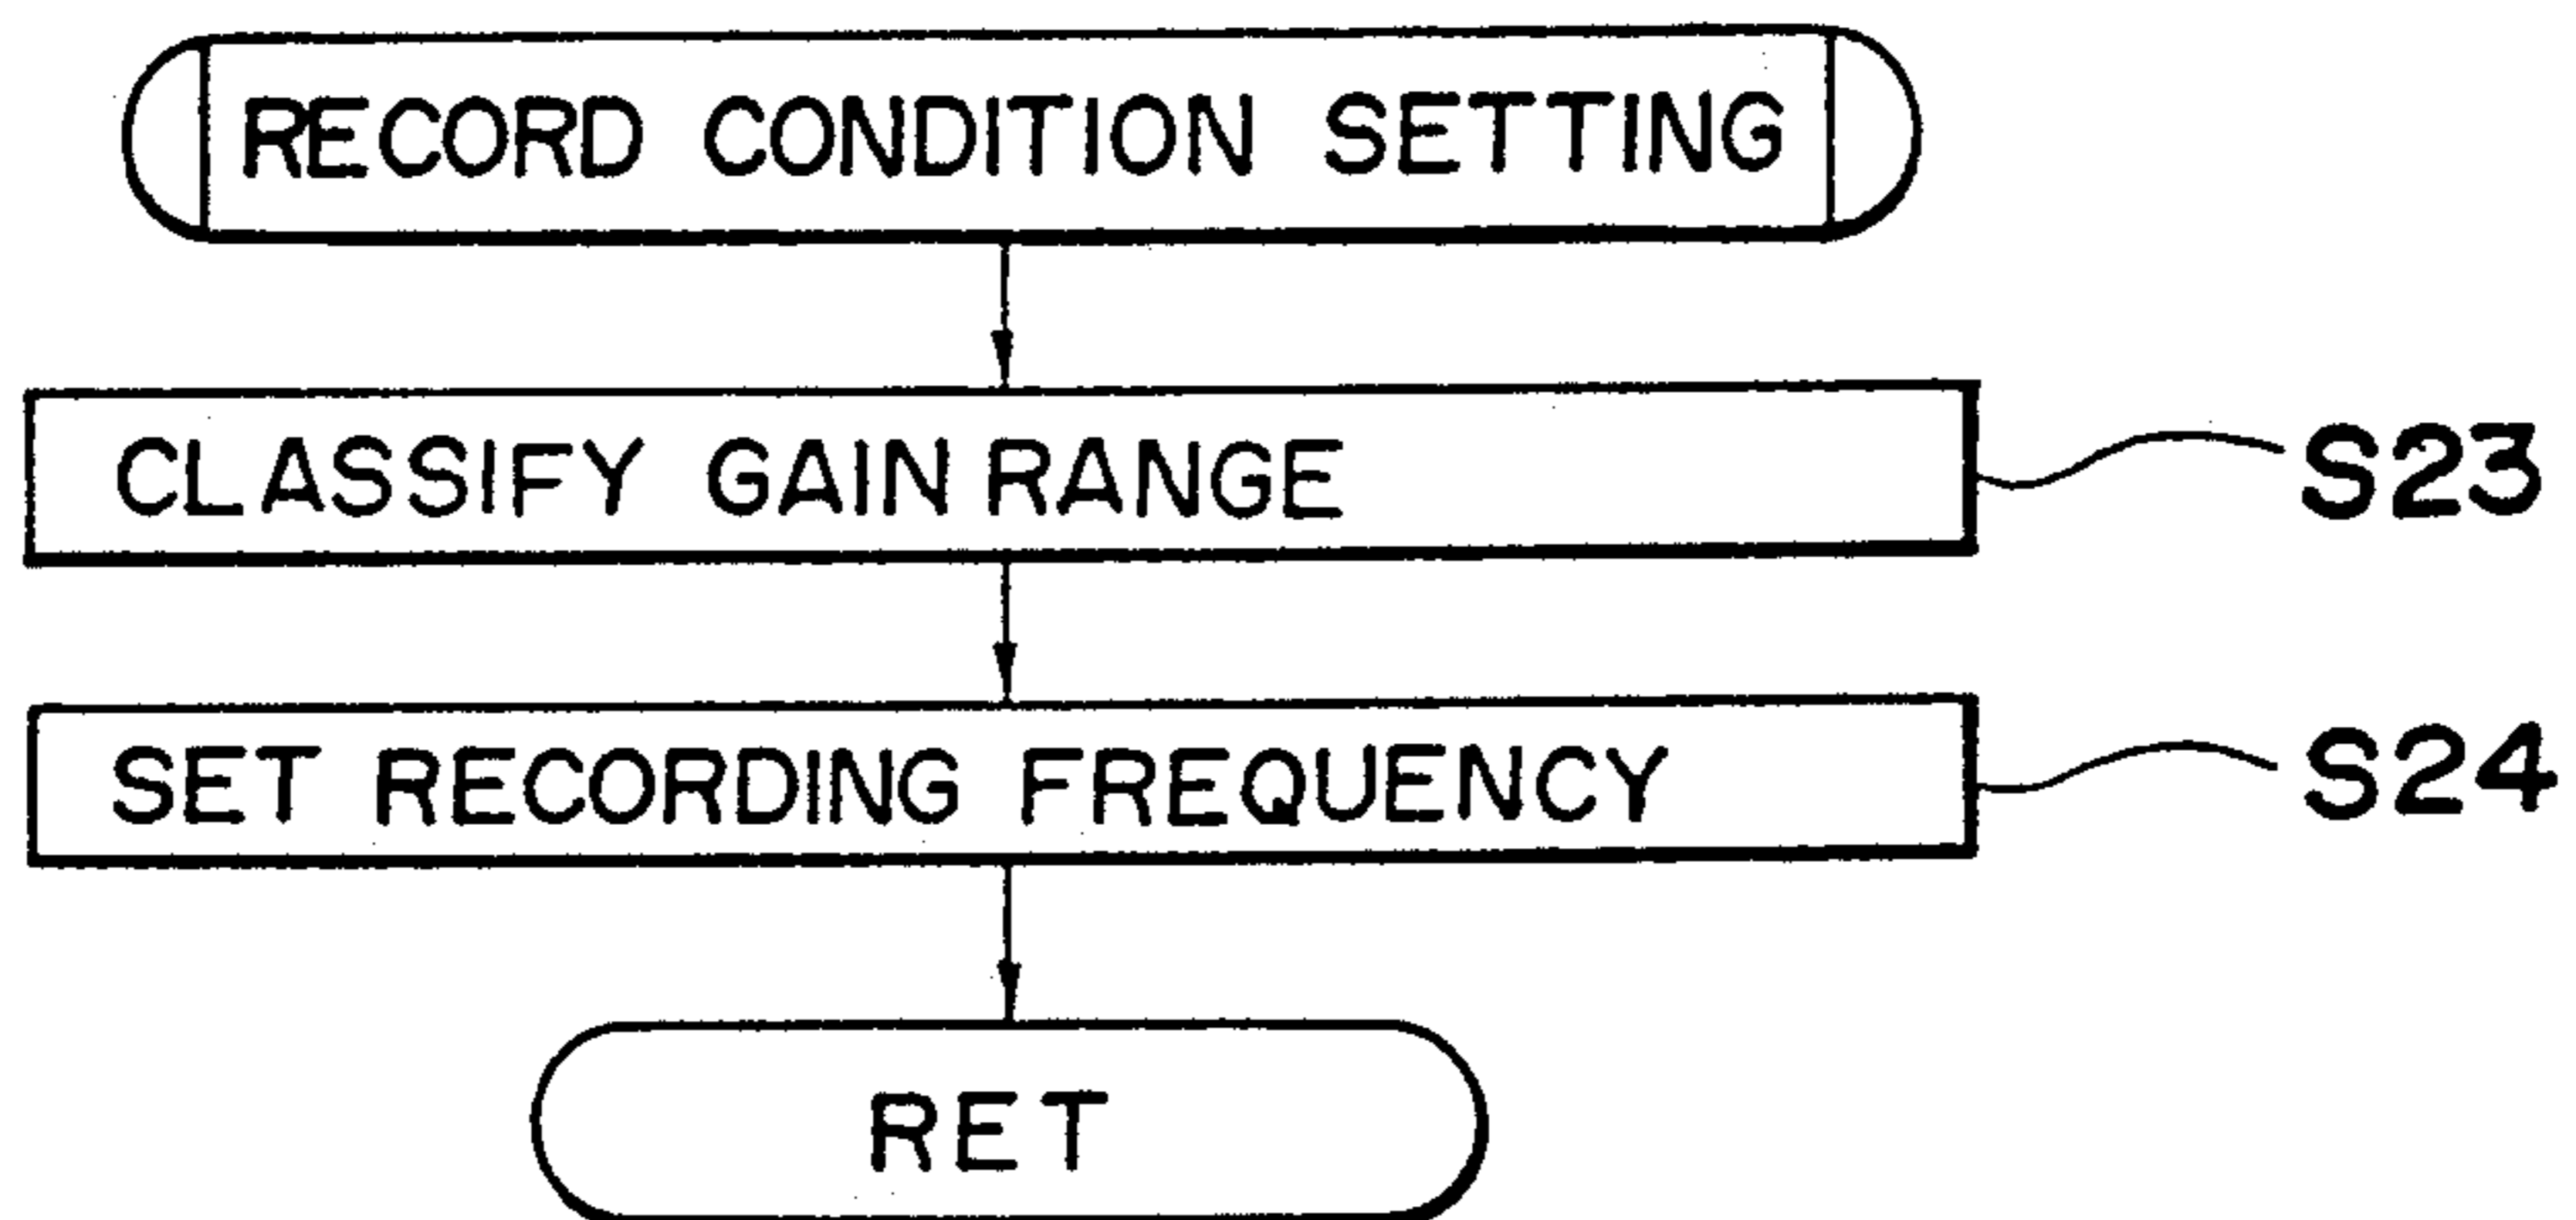 RECORD CONDITION SETTING
CLASSIFY GAIN RANGE
S23
SET RECORDING FREQUENCY
S24
RET